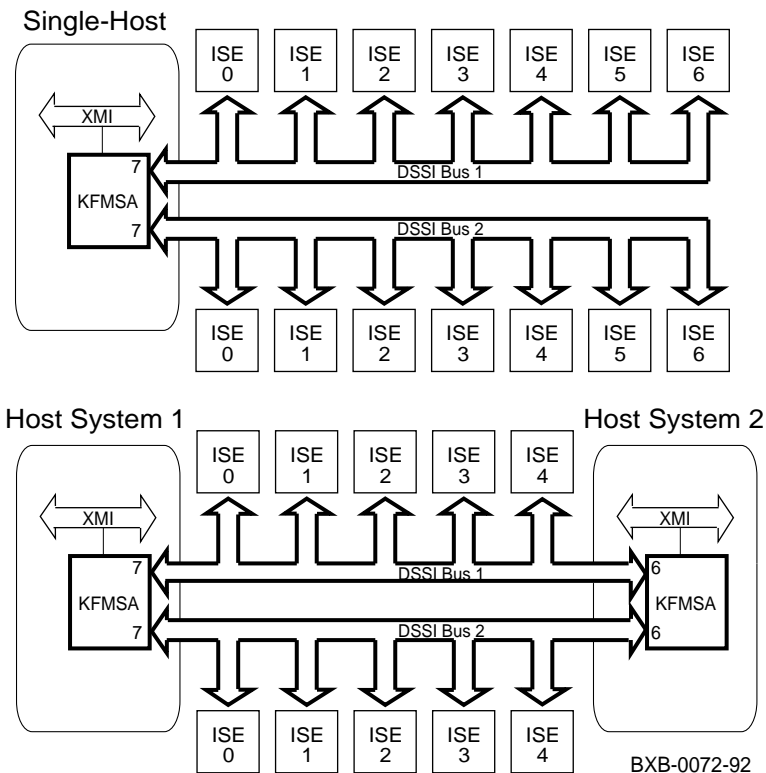 Single-Host
ISE ISE ISE ISE ISE ISE ISE
0 1 2 3 4 5 6
XMI
7
DSSI Bus 1
KFMSA
7
DSSI Bus 2
ISE ISE ISE ISE ISE ISE ISE
0 1 2 3 4 5 6
Host System 1
Host System 2
ISE ISE ISE ISE ISE
0 1 2 3 4
XMI
XMI
7
DSSI Bus 1
6
KFMSA
KFMSA
7
DSSI Bus 2
6
ISE ISE ISE ISE ISE
0 1 2 3 4
BXB-0072-92